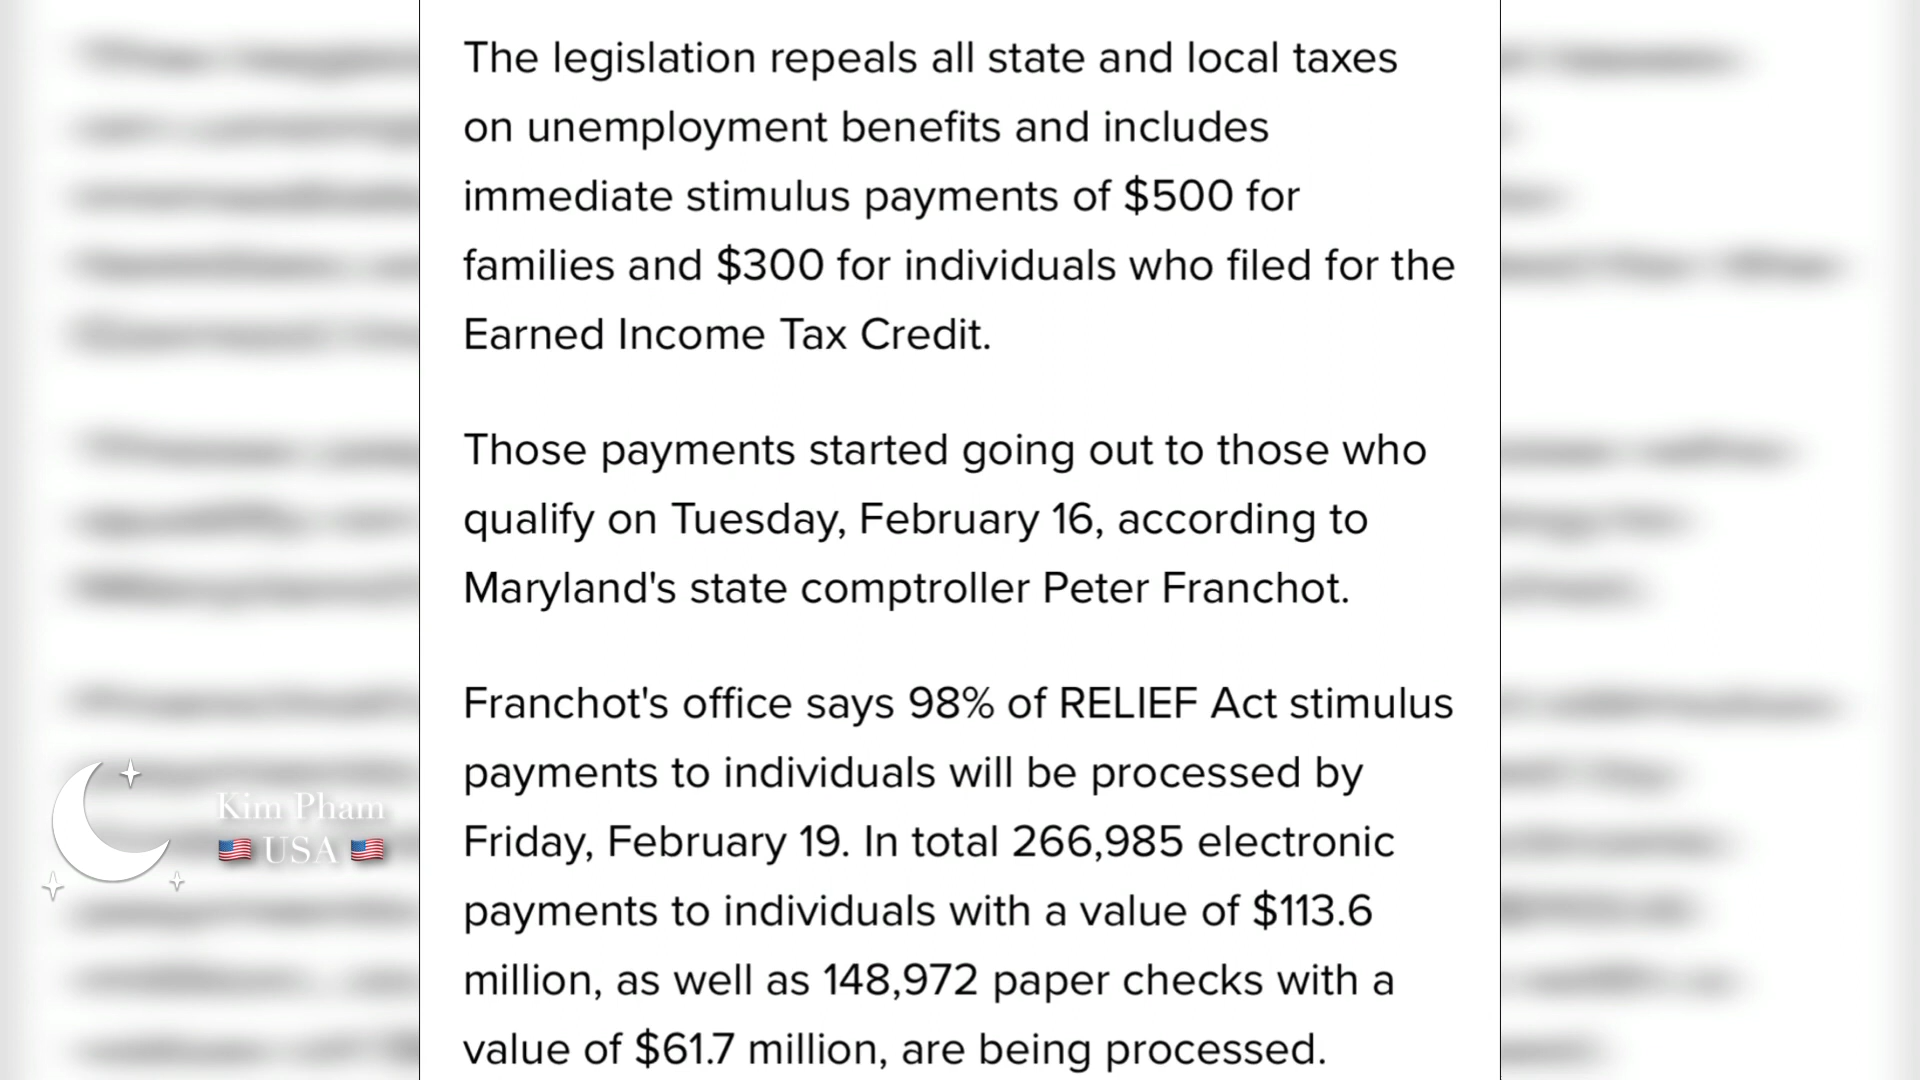 The legislation repeals all state and local taxes
on unemployment benefits and includes
immediate stimulus payments of $500 for
families and $300 for individuals who filed for the
Earned Income Tax Credit.
Those payments started going out to those who
qualify on Tuesday, February 16, according to
Maryland's state comptroller Peter Franchot.
Franchot's office says 98% of RELIEF Act stimulus
payments to individuals will be processed by
Friday, February 19. In total 266,985 electronic
payments to individuals with a value of $113.6
million, as well as 148,972 paper checks with a
value of $61.7 million, are being processed.
Kim Pham
🇺🇸 USA 🇺🇸